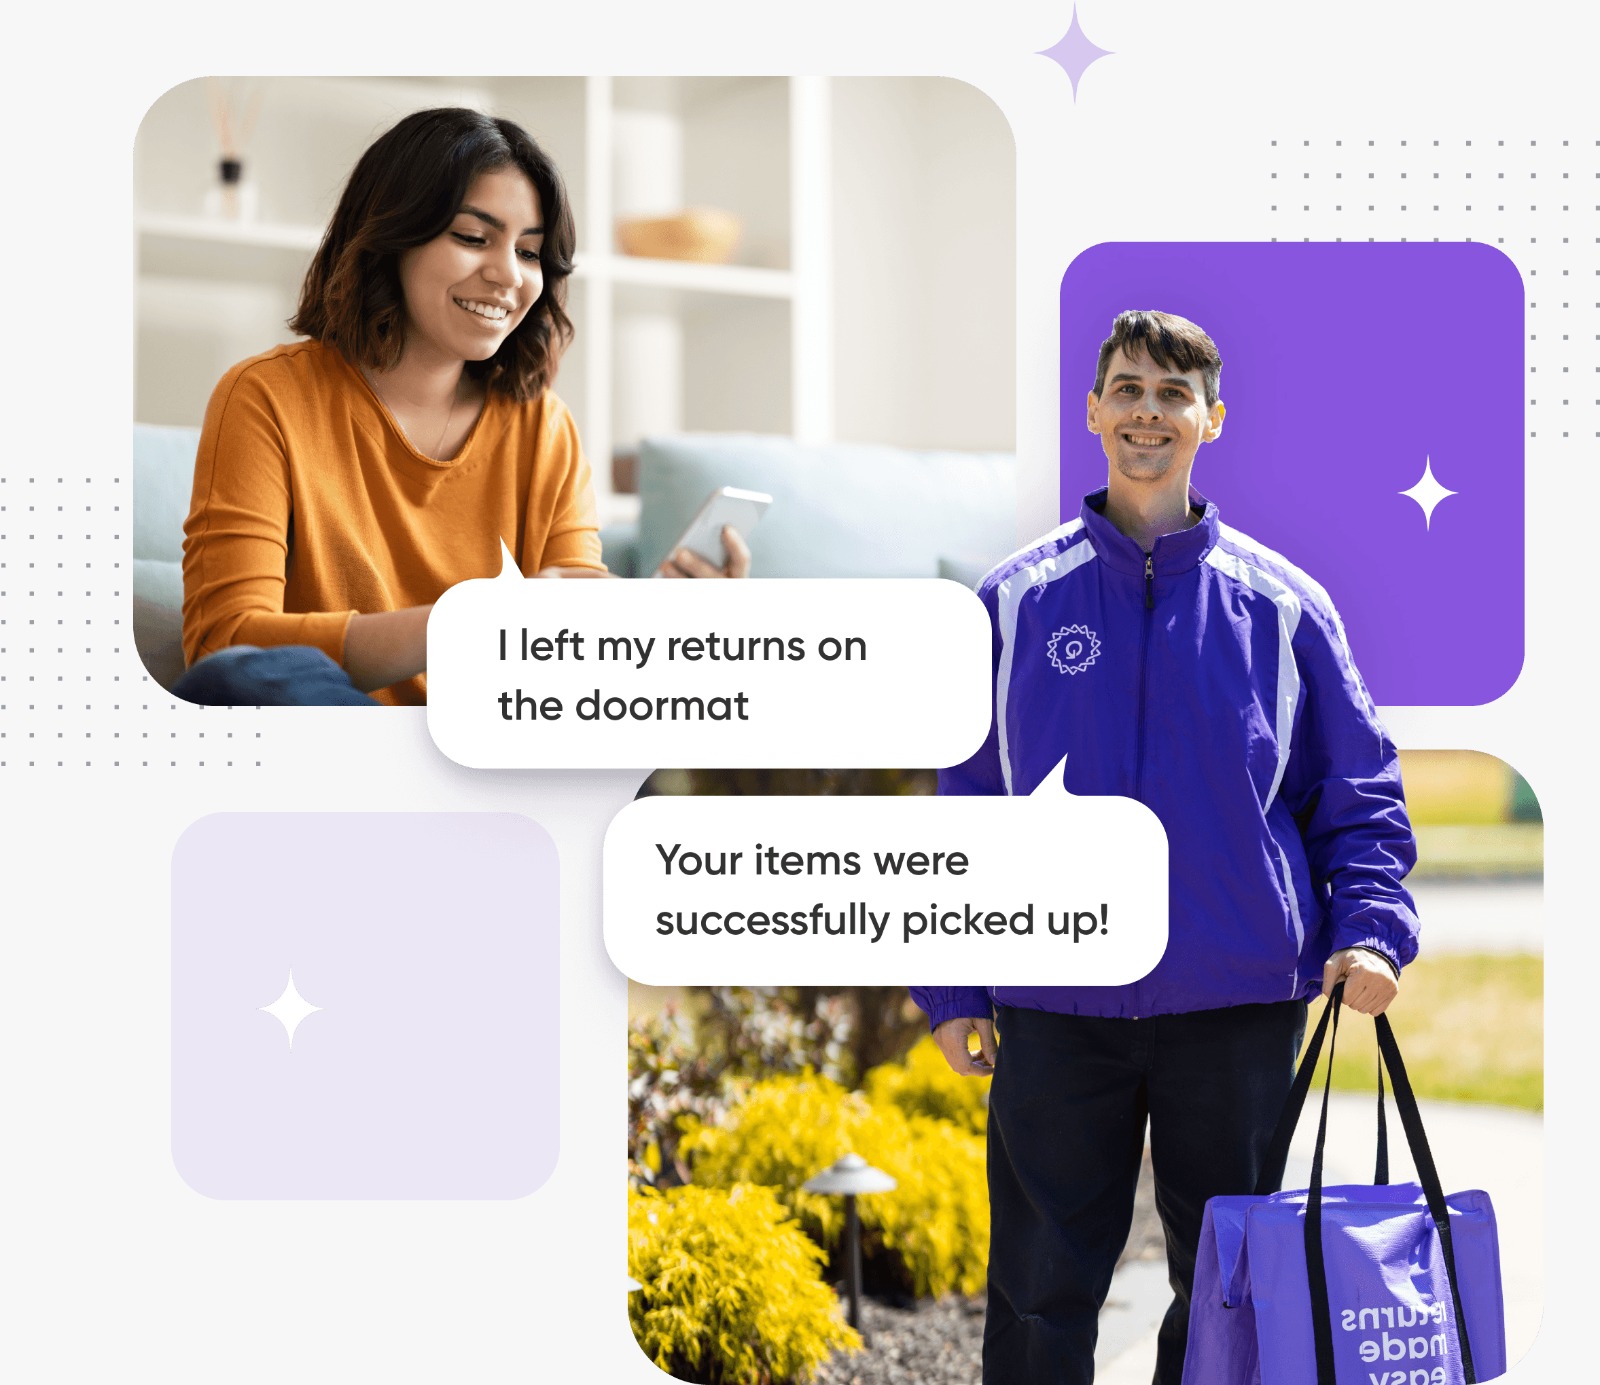 I left my returns on
the doormat
Your items were
successfully picked up!
returns
made
easy